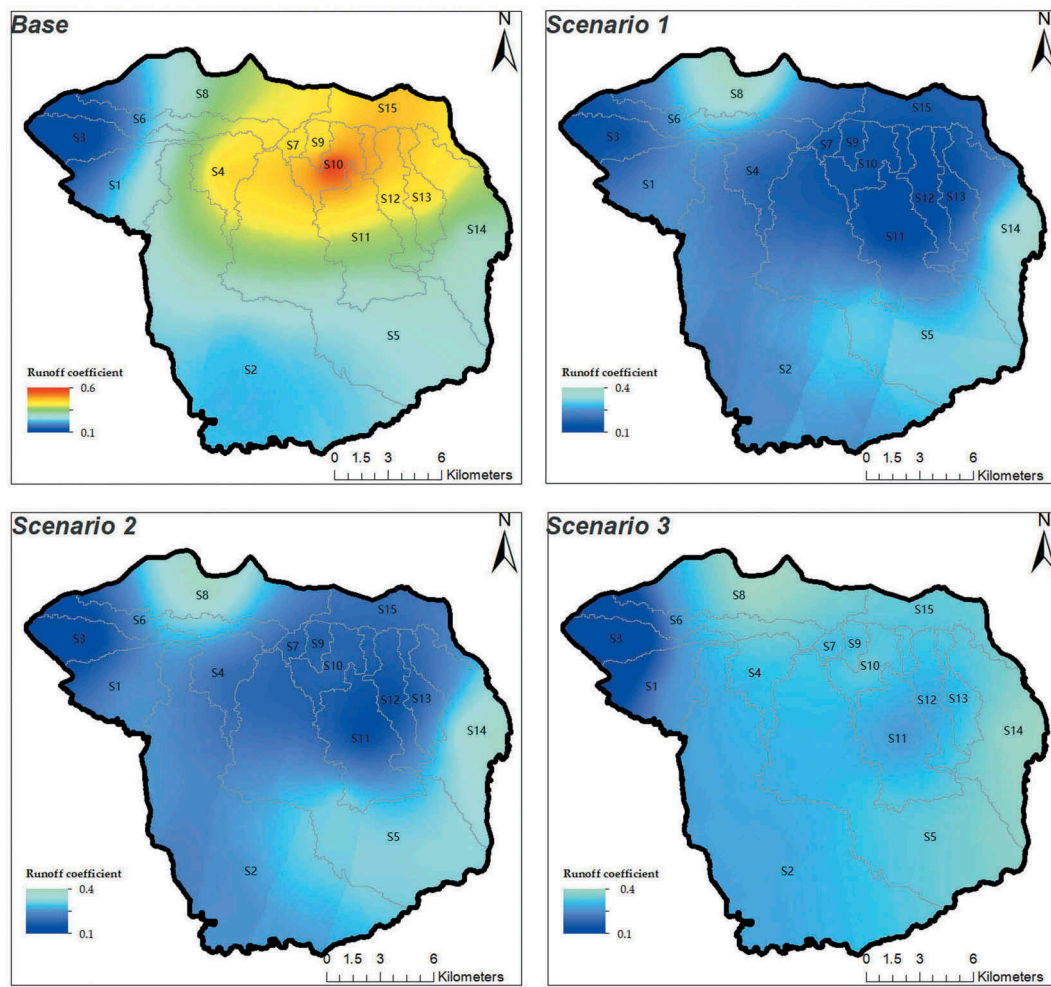 Base
N
S8
S15
S6
S3
S7
S9
S10
S4
S1
S12
S13
S14
S11
S5
S2
Runoff coefficient
0.6
0.1
0 1.5 3 6
Kilometers
Scenario 1
N
S8
S15
S6
S3
S7
S9
S10
S4
S1
S12
S13
S14
S11
S5
S2
Runoff coefficient
0.4
0.1
0 1.5 3 6
Kilometers
Scenario 2
N
S8
S15
S6
S3
S7
S9
S10
S4
S1
S12
S13
S14
S11
S5
S2
Runoff coefficient
0.4
0.1
0 1.5 3 6
Kilometers
Scenario 3
N
S8
S15
S6
S3
S7
S9
S10
S4
S1
S12
S13
S14
S11
S5
S2
Runoff coefficient
0.4
0.1
0 1.5 3 6
Kilometers